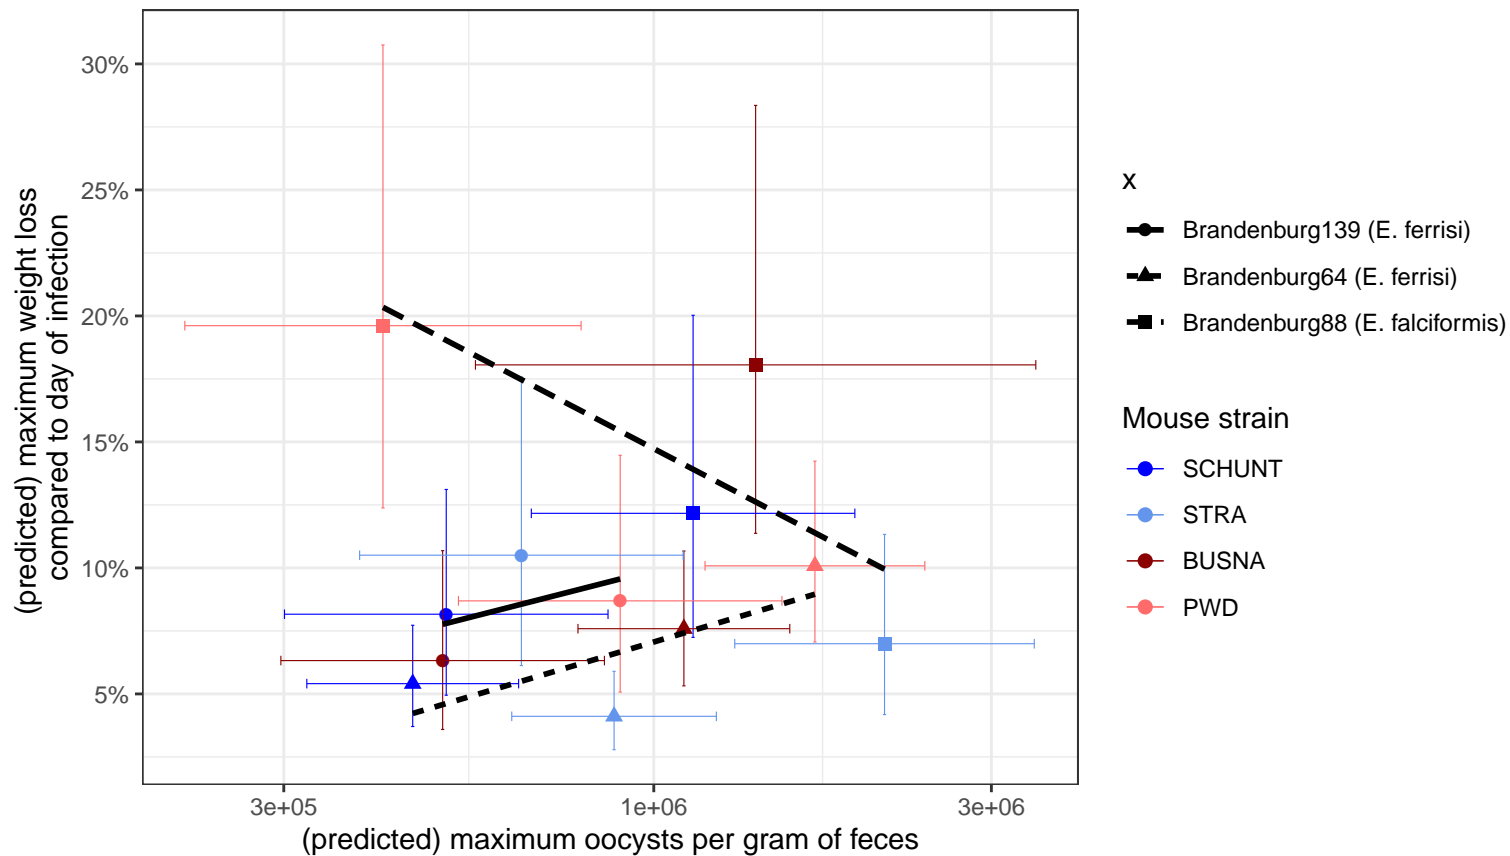 30%
25%
20%
15%
10%
5%
(predicted) maximum weight loss
compared to day of infection
3e+05
1e+06
3e+06
(predicted) maximum oocysts per gram of feces
x
Brandenburg139 (E. ferrisi)
Brandenburg64 (E. ferrisi)
Brandenburg88 (E. falciformis)
Mouse strain
SCHUNT
STRA
BUSNA
PWD